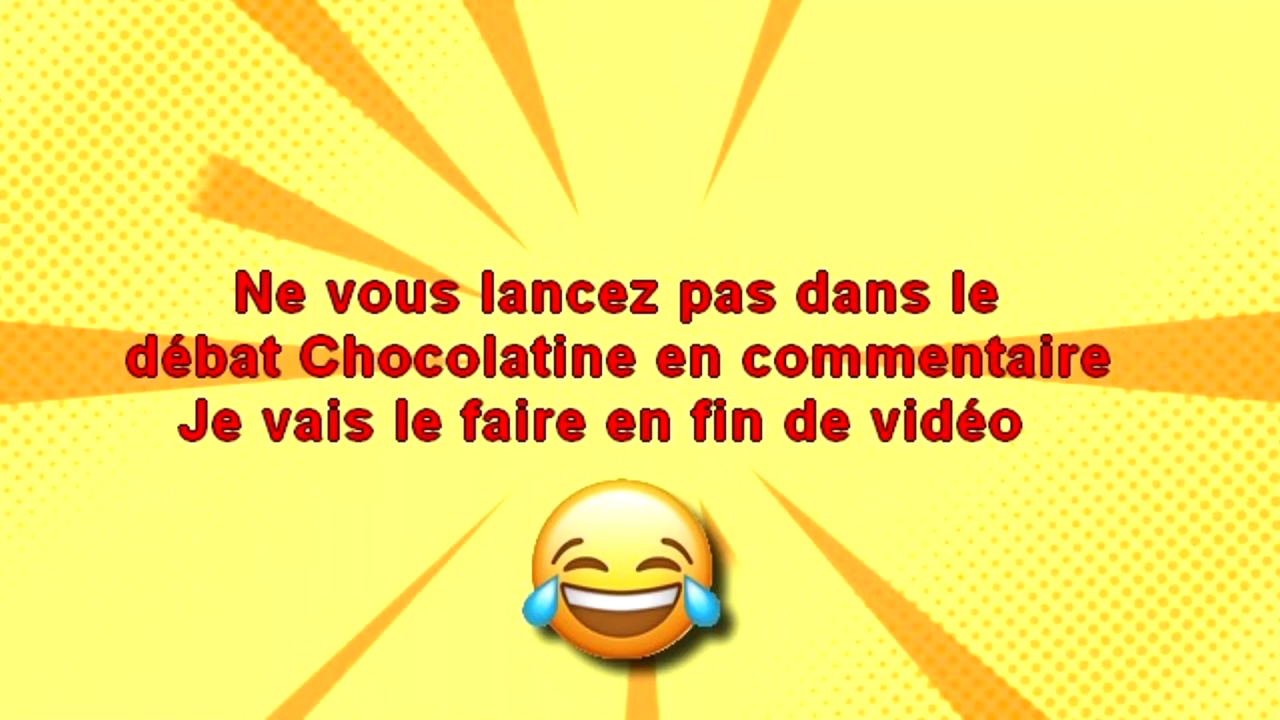 Ne vous lancez pas dans le
débat Chocolatine en commentaire
Je vais le faire en fin de vidéo